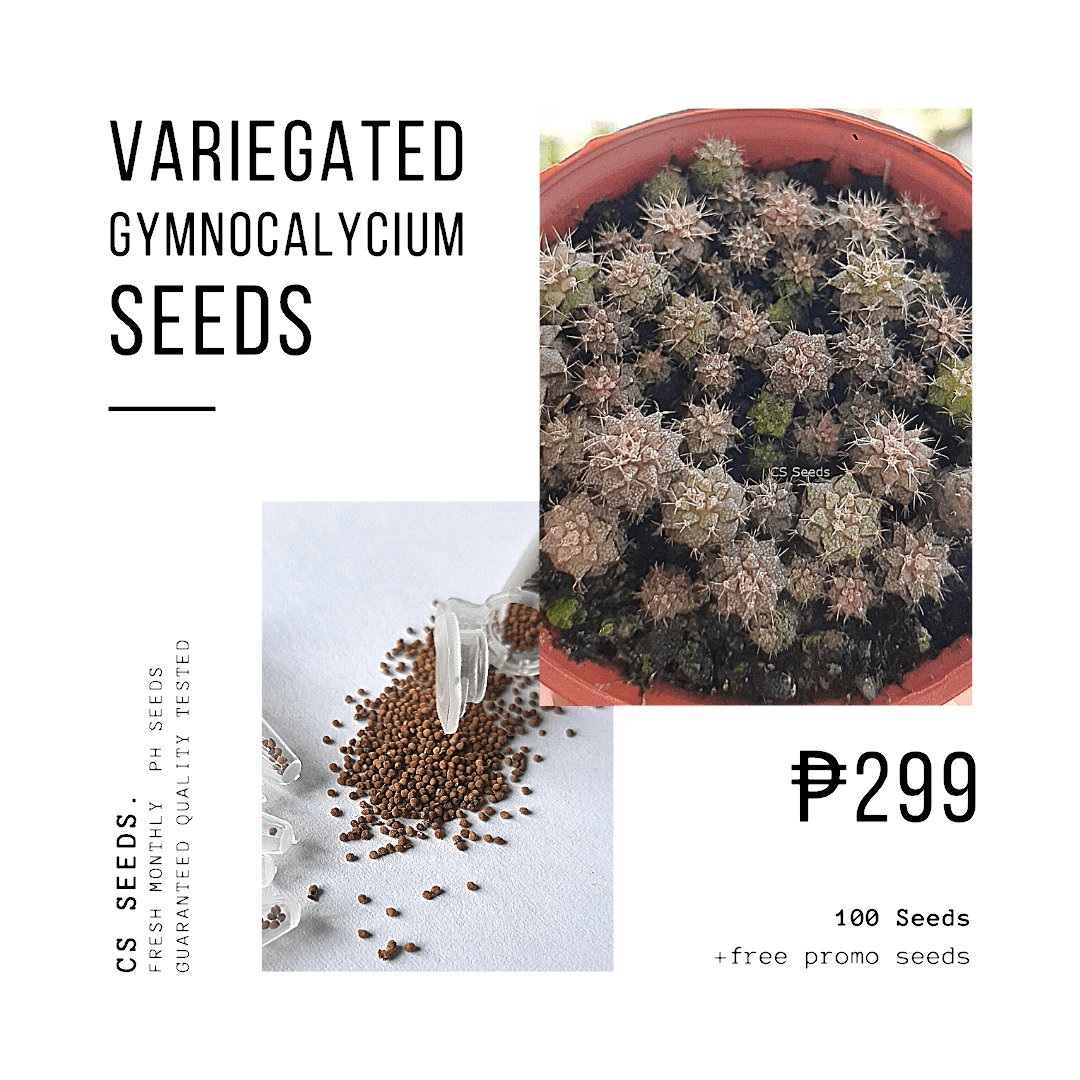 VARIEGATED
GYMNOCALYCIUM
SEEDS
CS Seeds
CS SEEDS.
FRESH MONTHLY PH SEEDS
GUARANTEED QUALITY TESTED
₱299
100 Seeds
+free promo seeds